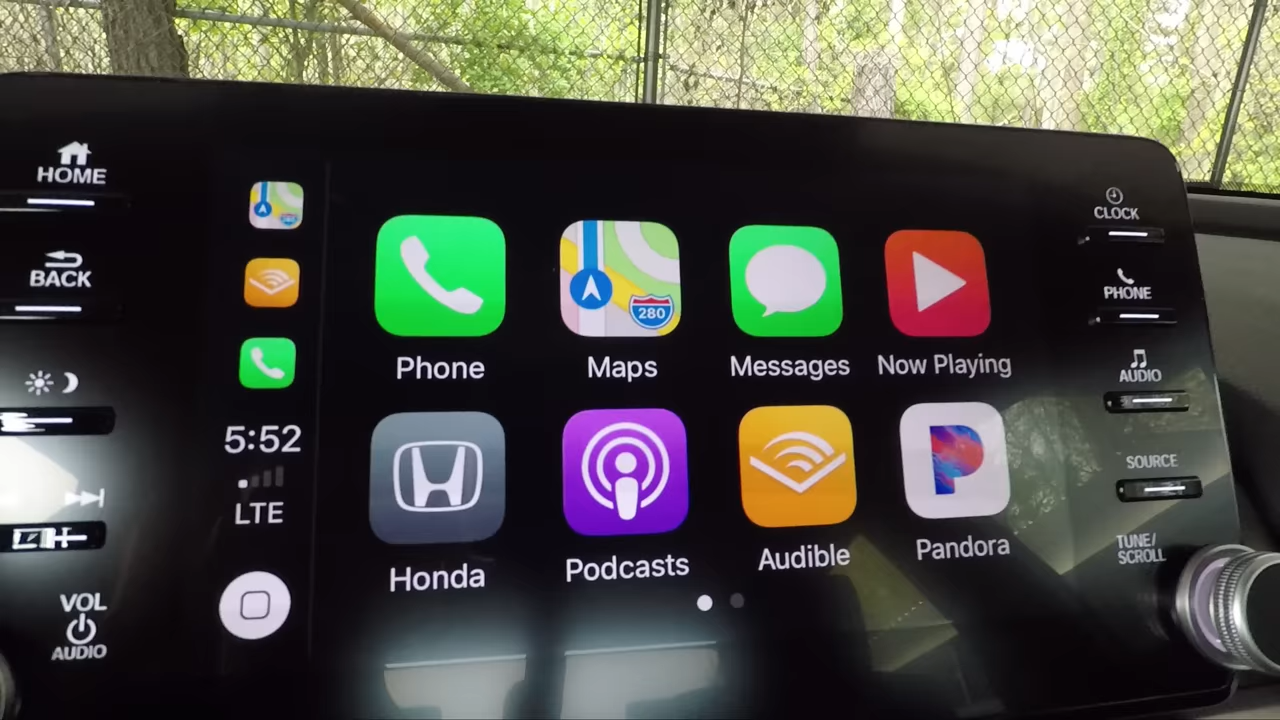 HOME
BACK
VOL
AUDIO
5:52
LTE
280
280
Phone
Maps
Messages
Now Playing
Honda
Podcasts
Audible
Pandora
CLOCK
PHONE
AUDIO
SOURCE
TUNE/
SCROLL